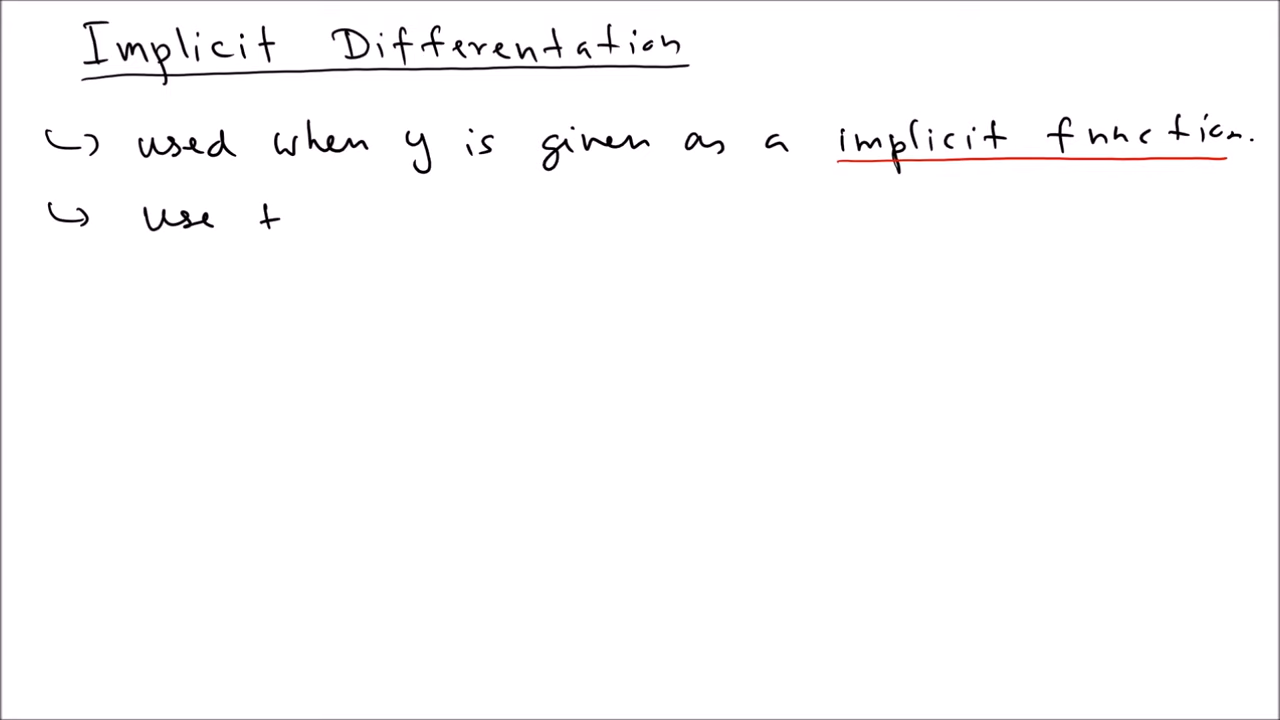 Implicit Differentation
↪ used when y is given as a implicit function.
↪ use t